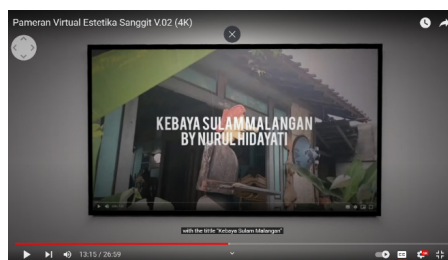 Pameran Virtual Estetika Sanggit V.02 (4K)
KEBAYA SULAM MALANGAN
BY NURUL HIDAYATI
with the tittle "Kebaya Sulam Malangan"
13:15 / 26:59